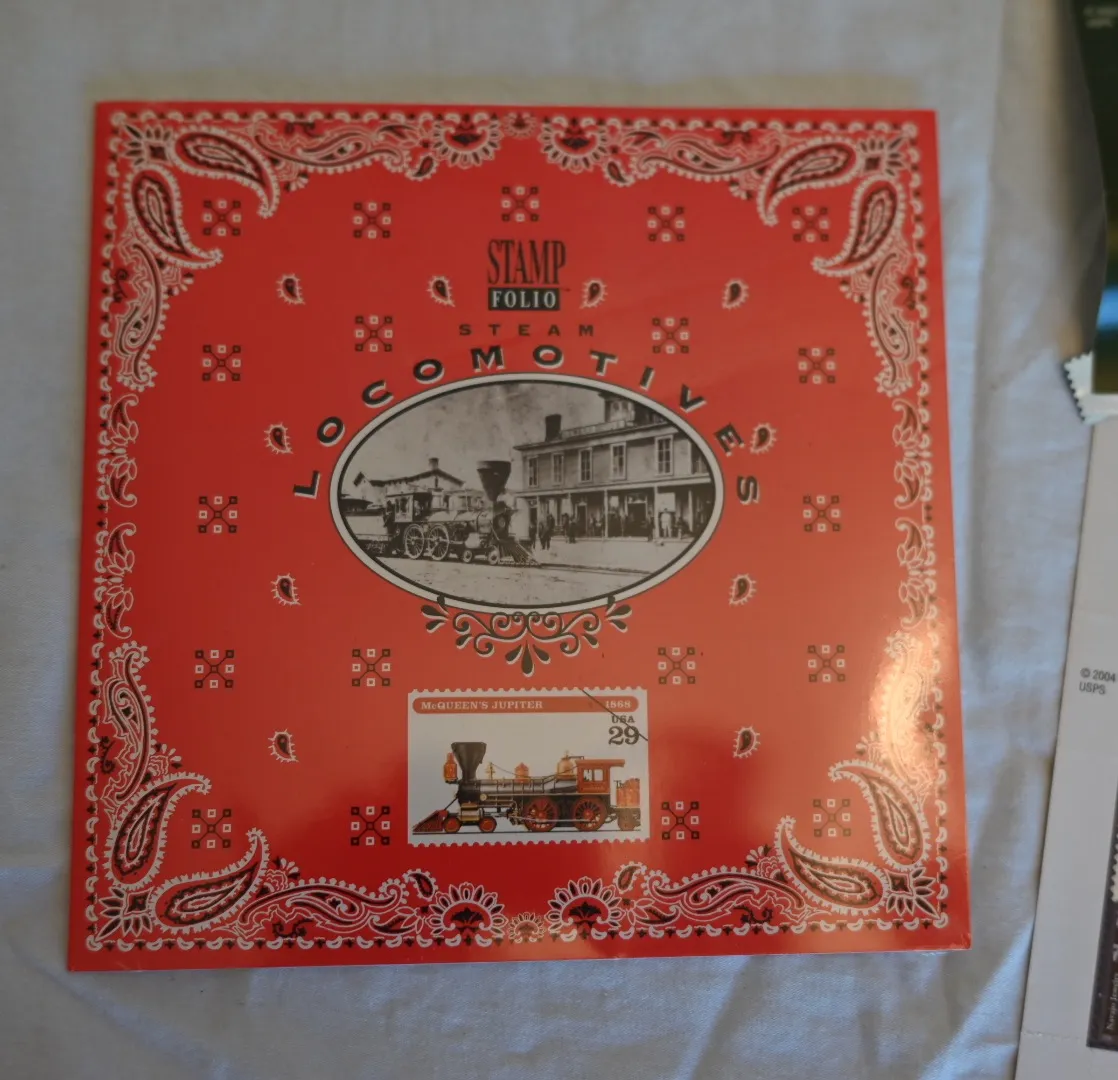 STAMP
FOLIO
STEAM
LOCOMOTIVES
McQUEEN'S JUPITER 1868
USA
29
© 2004
USPS